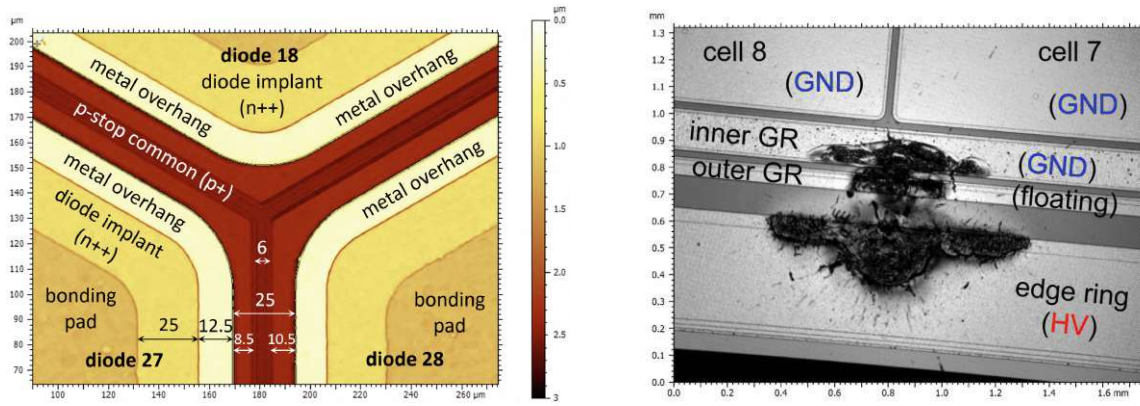 µm
200
190
180
170
160
150
140
130
120
110
100
90
80
70
100
120
140
160
180
200
220
240
260 µm
diode 18
diode implant
(n++)
metal overhang
metal overhang
p-stop common (p+)
metal overhang
metal overhang
diode implant
(n++)
6
25
25
12.5
8.5
10.5
bonding
pad
bonding
pad
diode 27
diode 28
µm
0.0
0.5
1.0
1.5
2.0
2.5
3
mm
1.3
1.2
1.1
1.0
0.9
0.8
0.7
0.6
0.5
0.4
0.3
0.2
0.1
0.0
0.0
0.2
0.4
0.6
0.8
1.0
1.2
1.4
1.6 mm
cell 8
cell 7
(GND)
(GND)
inner GR
(GND)
outer GR
(floating)
edge ring
(HV)